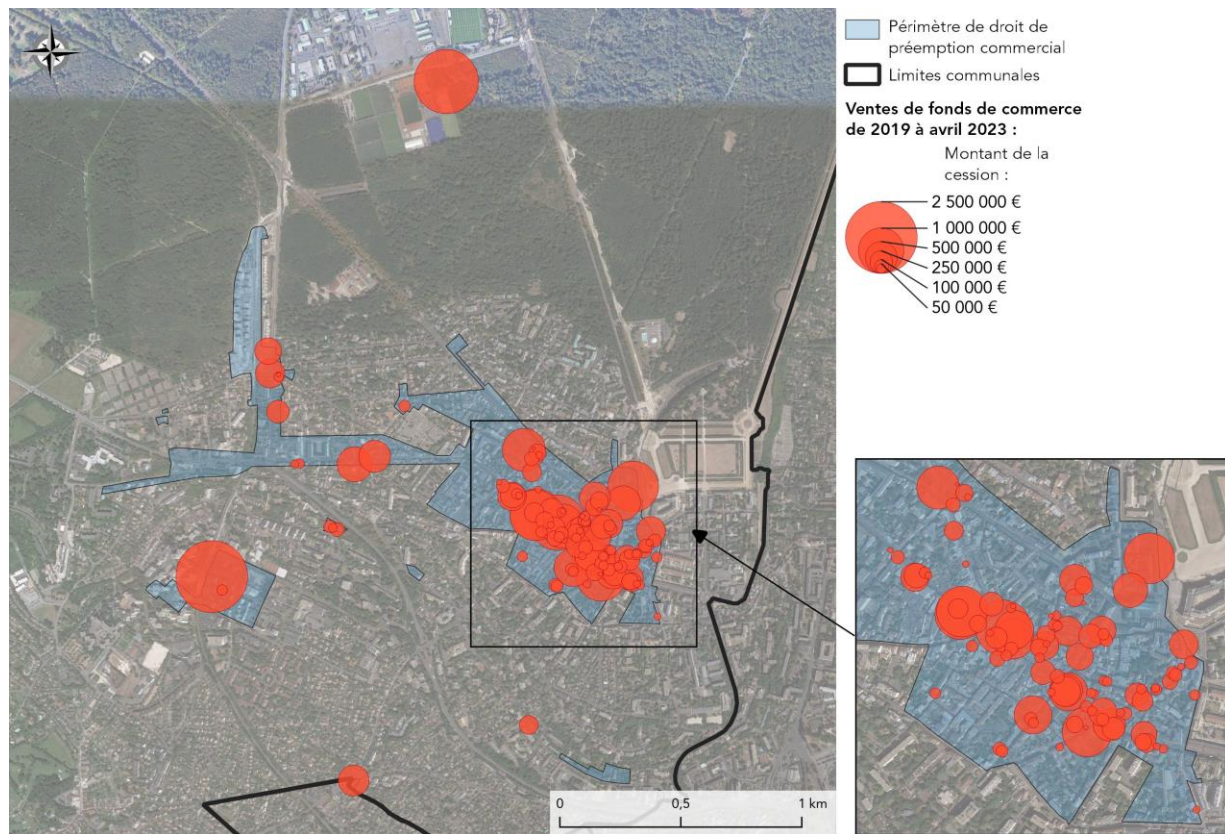 Périmètre de droit de
préemption commercial
Limites communales
Ventes de fonds de commerce
de 2019 à avril 2023 :
Montant de la
cession :
2 500 000 €
1 000 000 €
500 000 €
250 000 €
100 000 €
50 000 €
0 0,5 1 km